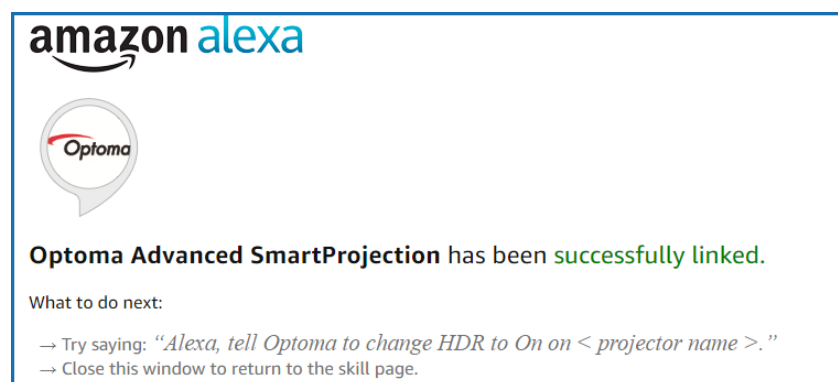 amazon alexa
Optoma
Optoma Advanced SmartProjection has been successfully linked.
What to do next:
→ Try saying: “Alexa, tell Optoma to change HDR to On on < projector name >.”
→ Close this window to return to the skill page.